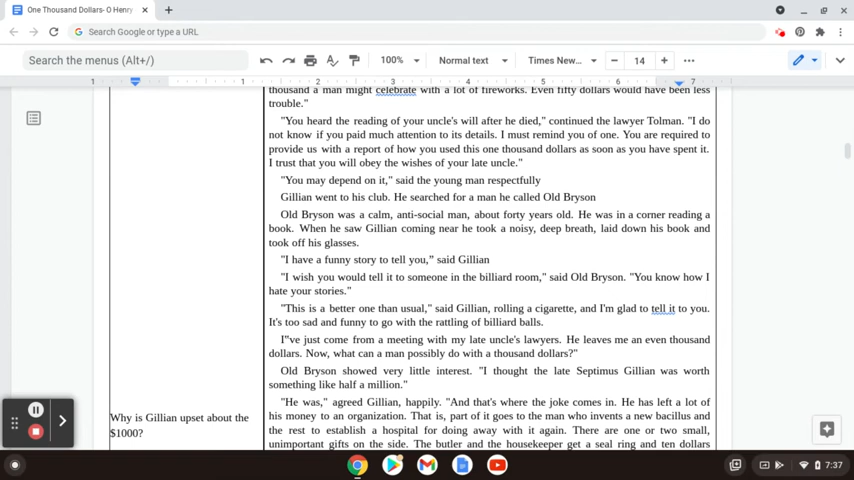 One Thousand Dollars- O Henry
Search Google or type a URL
Search the menus (Alt+/)
100%
Normal text
Times New...
14
1 1 2 3 4 5 6 7
thousand a man might celebrate with a lot of fireworks. Even fifty dollars would have been less
trouble."
"You heard the reading of your uncle's will after he died," continued the lawyer Tolman. "I do
not know if you paid much attention to its details. I must remind you of one. You are required to
provide us with a report of how you used this one thousand dollars as soon as you have spent it.
I trust that you will obey the wishes of your late uncle."
"You may depend on it," said the young man respectfully
Gillian went to his club. He searched for a man he called Old Bryson
Old Bryson was a calm, anti-social man, about forty years old. He was in a corner reading a
book. When he saw Gillian coming near he took a noisy, deep breath, laid down his book and
took off his glasses.
"I have a funny story to tell you,” said Gillian
"I wish you would tell it to someone in the billiard room," said Old Bryson. "You know how I
hate your stories."
"This is a better one than usual," said Gillian, rolling a cigarette, and I'm glad to tell it to you.
It's too sad and funny to go with the rattling of billiard balls.
I"ve just come from a meeting with my late uncle's lawyers. He leaves me an even thousand
dollars. Now, what can a man possibly do with a thousand dollars?"
Old Bryson showed very little interest. "I thought the late Septimus Gillian was worth
something like half a million."
"He was," agreed Gillian, happily. "And that's where the joke comes in. He has left a lot of
his money to an organization. That is, part of it goes to the man who invents a new bacillus and
the rest to establish a hospital for doing away with it again. There are one or two small,
unimportant gifts on the side. The butler and the housekeeper get a seal ring and ten dollars
Why is Gillian upset about the
$1000?
7:37